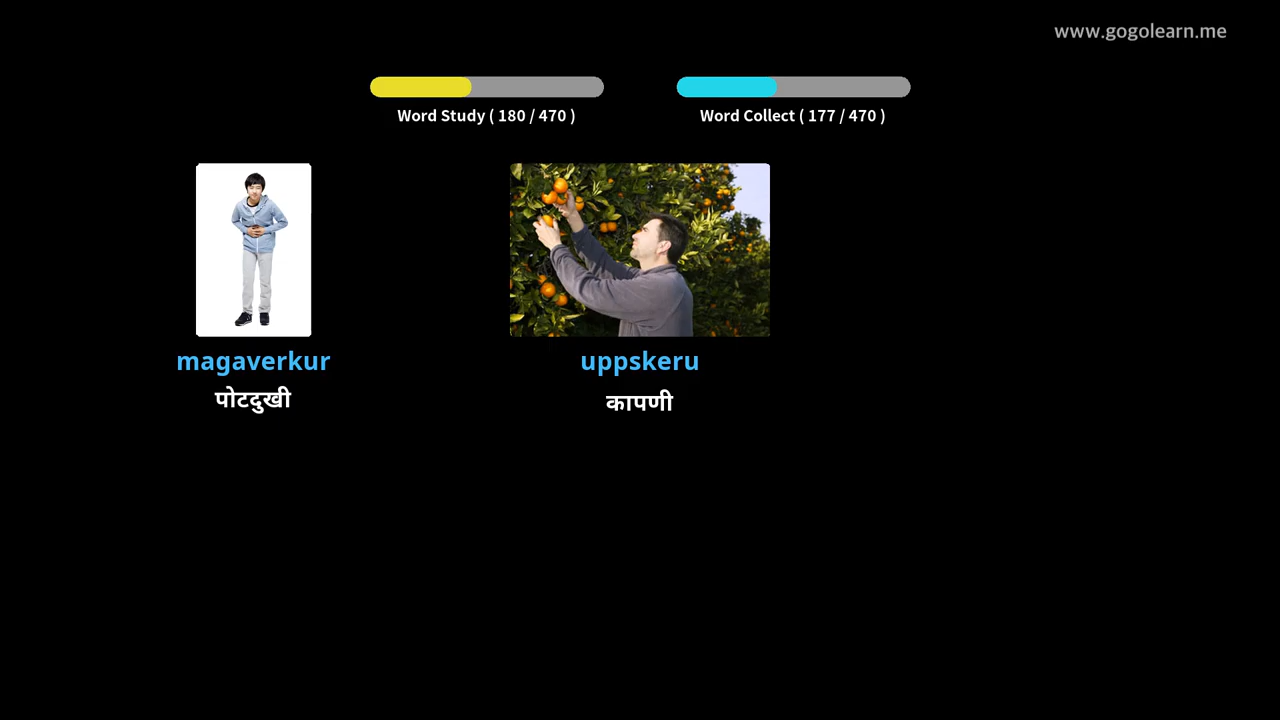 www.gogolearn.me
Word Study ( 180 / 470 )
Word Collect ( 177 / 470 )
magaverkur
uppskeru
पोटदुखी
कापणी